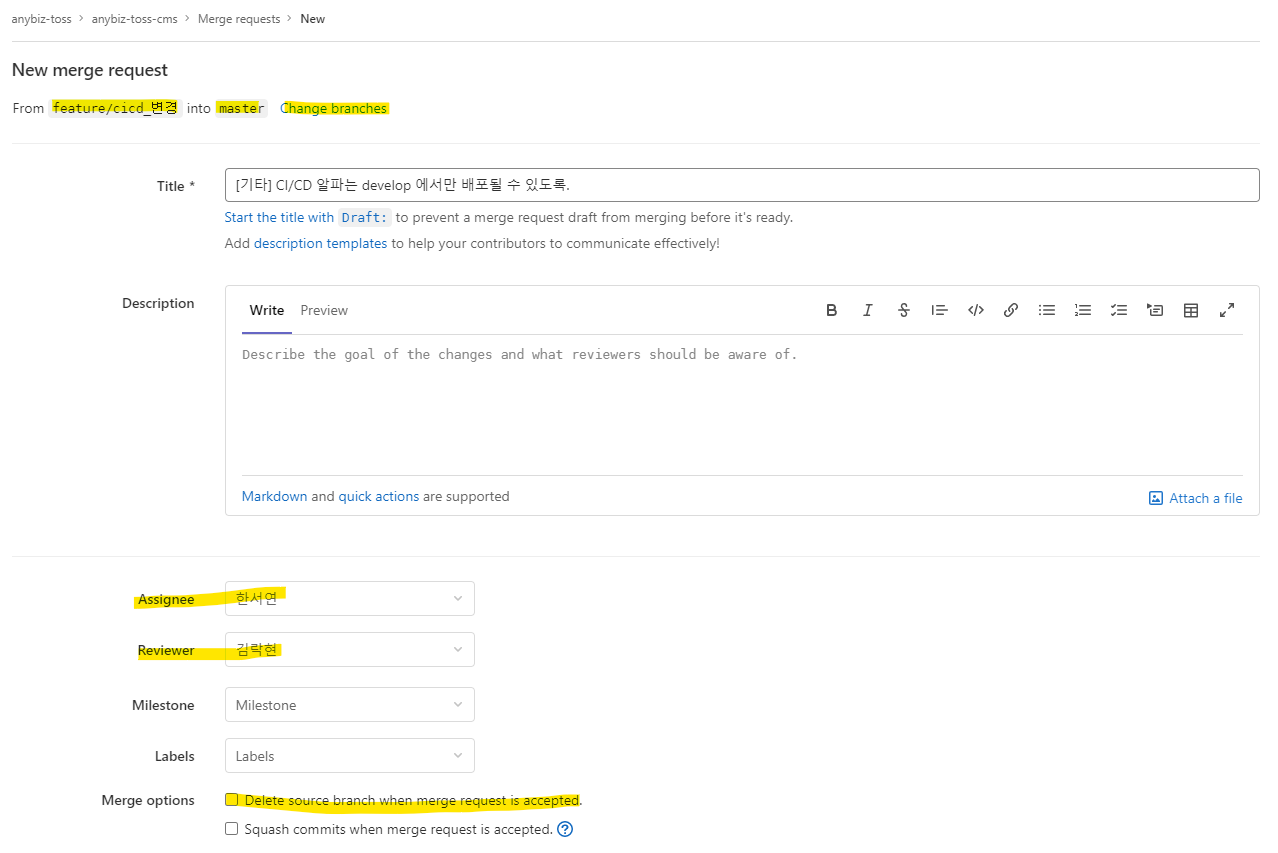 anybiz-toss > anybiz-toss-cms > Merge requests > New
New merge request
From feature/cicd_변경 into master Change branches
Title *
[기타] CI/CD 알파는 develop 에서만 배포될 수 있도록.
Start the title with Draft: to prevent a merge request draft from merging before it's ready.
Add description templates to help your contributors to communicate effectively!
Description
Write Preview
Describe the goal of the changes and what reviewers should be aware of.
Markdown and quick actions are supported
Attach a file
Assignee 한서연
Reviewer 김락현
Milestone Milestone
Labels Labels
Merge options Delete source branch when merge request is accepted.
Squash commits when merge request is accepted.